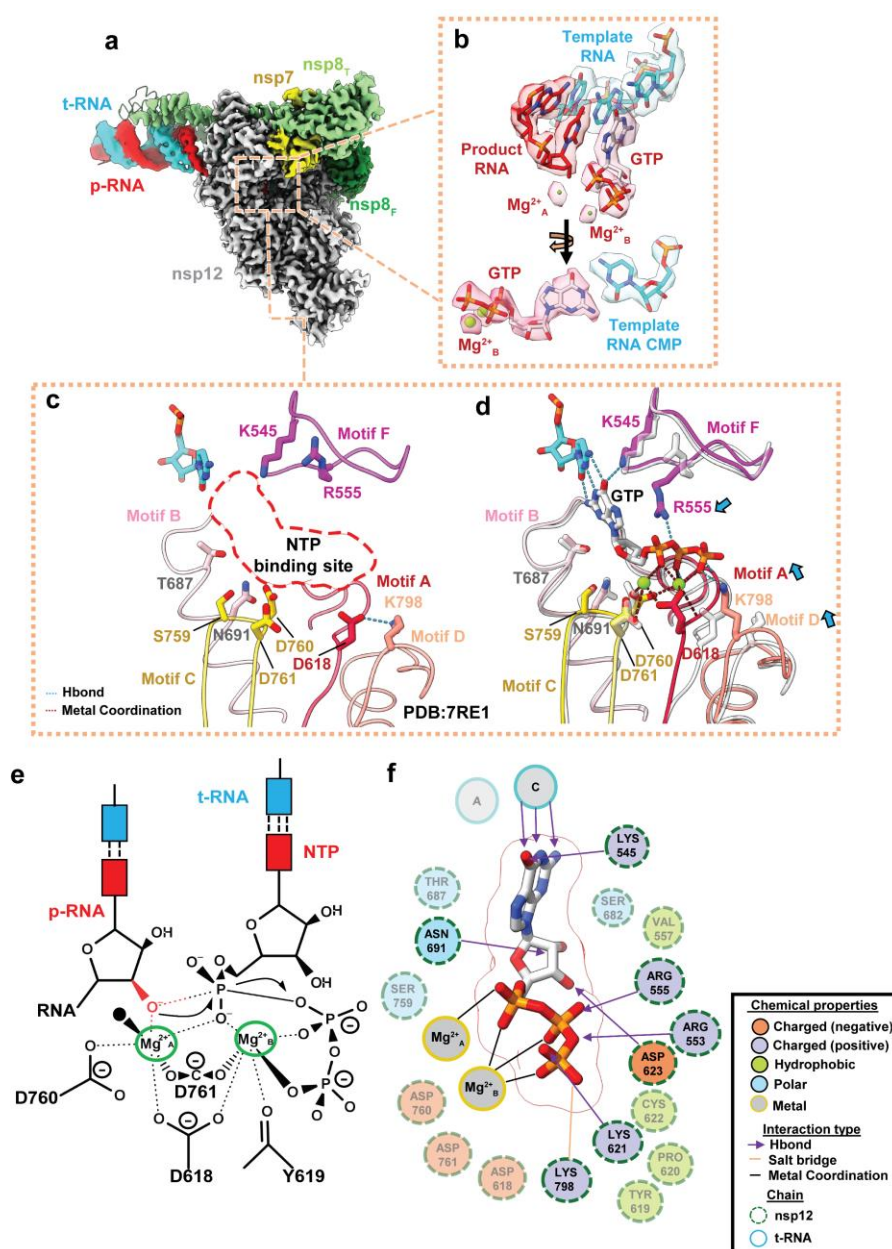 a
nsp7
nsp8T
t-RNA
p-RNA
nsp8F
nsp12
b
Template
RNA
Product
RNA
GTP
Mg2+A
Mg2+B
GTP
Mg2+B
Template
RNA CMP
c
K545
Motif F
R555
Motif B
NTP
binding site
T687
Motif A
S759
N691
D760
D618
K798
Motif D
D761
Motif C
Hbond
Metal Coordination
PDB:7RE1
d
K545
Motif F
GTP
R555
Motif B
T687
Motif A
K798
S759
N691
D760
Motif D
D761
D618
Motif C
e
t-RNA
NTP
p-RNA
OH
O-
P
O
OH
OH
RNA
O-
O-
Mg2+A
Mg2+B
O
C
O
D761
D760
D618
Y619
f
A
C
LYS
545
THR
687
SER
682
VAL
557
ASN
691
ARG
555
SER
759
ARG
553
Mg2+A
ASP
623
Mg2+B
ASP
760
CYS
622
LYS
621
ASP
761
ASP
618
LYS
798
PRO
620
TYR
619
Chemical properties
Charged (negative)
Charged (positive)
Hydrophobic
Polar
Metal
Interaction type
Hbond
Salt bridge
Metal Coordination
Chain
nsp12
t-RNA